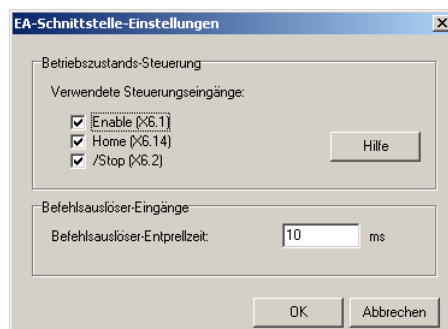 EA-Schnittstelle-Einstellungen
Betriebszustands-Steuerung
Verwendete Steuerungseingänge:
Enable (X6.1)
Home (X6.14)
/Stop (X6.2)
Hilfe
Befehlsauslöser-Eingänge
Befehlsauslöser-Entprellzeit:
10 ms
OK Abbrechen